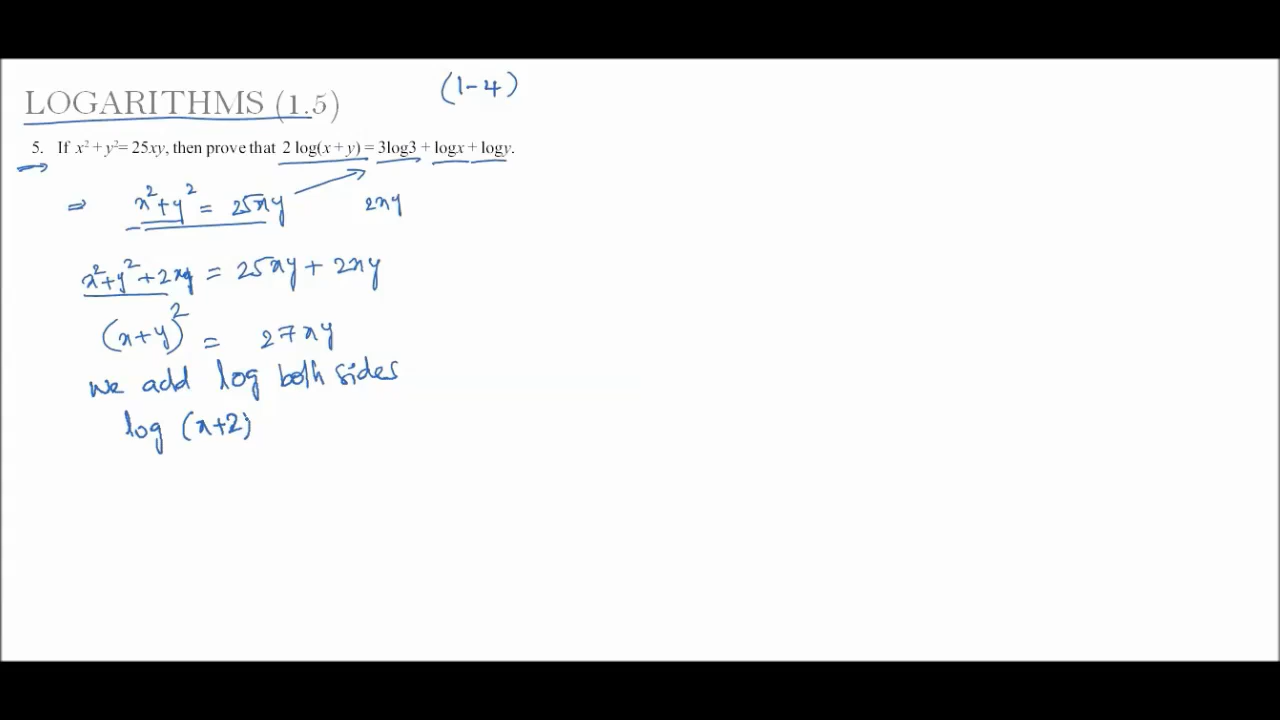 (1-4)
LOGARITHMS (1.5)
5. If x² + y²= 25xy, then prove that 2 log(x + y) = 3log3 + logx + logy.
⇒ x²+y² = 25xy 2xy
x²+y²+2xy = 25xy + 2xy
(x+y)² = 27xy
we add log both sides
log (x+2)